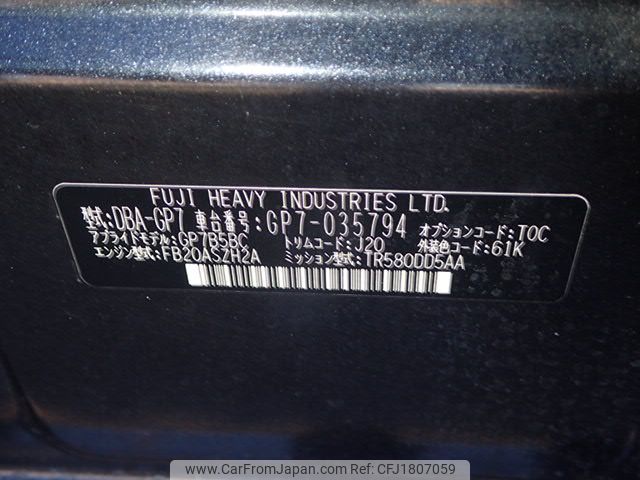 FUJI HEAVY INDUSTRIES LTD.
型式:DBA-GP7 車台番号:GP7-035794 オプションコード:TOC
アプライドモデル:GP7B5BC トリムコード:J20 外装色コード:61K
エンジン型式:FB20ASZH2A ミッション型式:TR580DD5AA
www.CarFromJapan.com - CFJ1807059